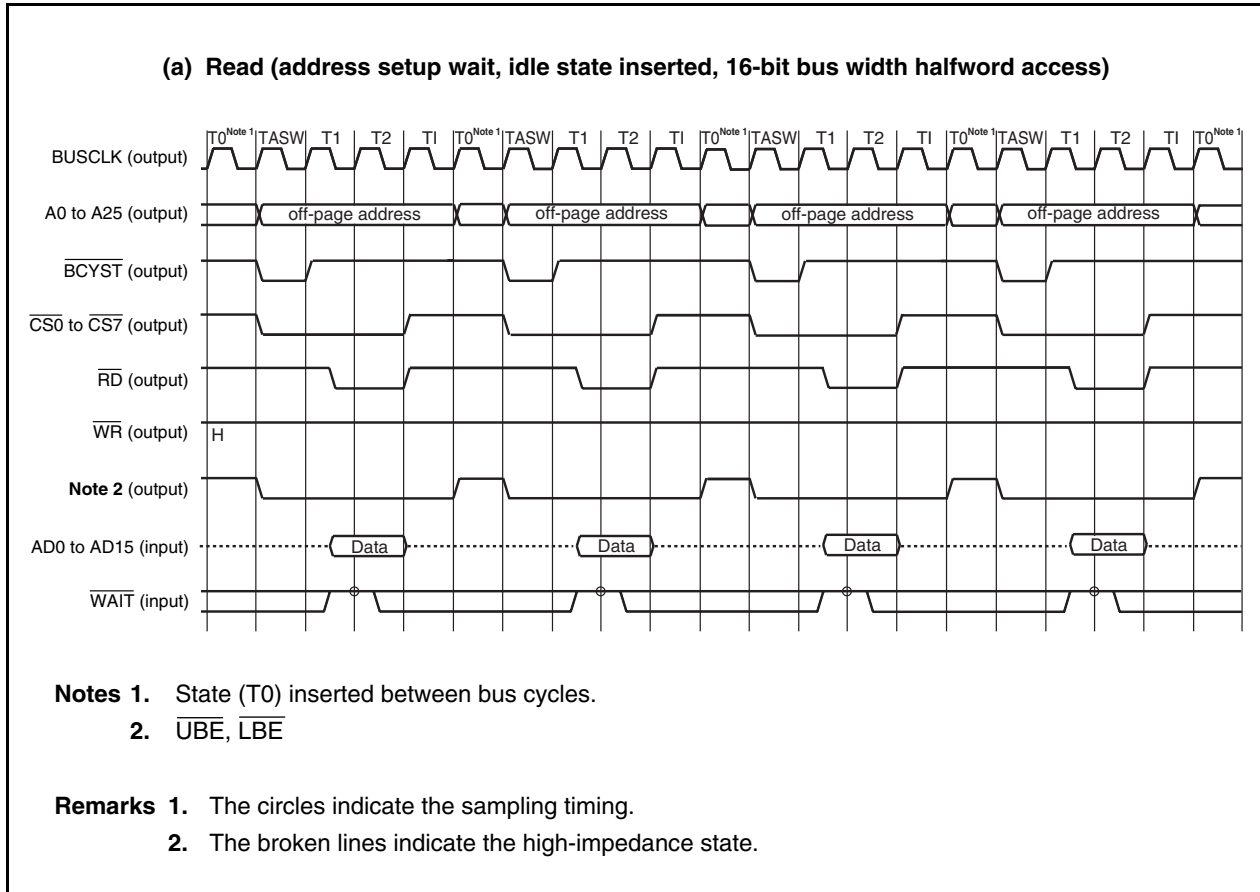 (a) Read (address setup wait, idle state inserted, 16-bit bus width halfword access)
T0Note 1 TASW T1 T2 TI T0Note 1 TASW T1 T2 TI T0Note 1 TASW T1 T2 TI T0Note 1 TASW T1 T2 TI T0Note 1
BUSCLK (output)
A0 to A25 (output) off-page address off-page address off-page address off-page address
BCYST (output)
CS0 to CS7 (output)
RD (output)
WR (output) H
Note 2 (output)
AD0 to AD15 (input) Data Data Data Data
WAIT (input)
Notes 1. State (T0) inserted between bus cycles.
2. UBE, LBE
Remarks 1. The circles indicate the sampling timing.
2. The broken lines indicate the high-impedance state.